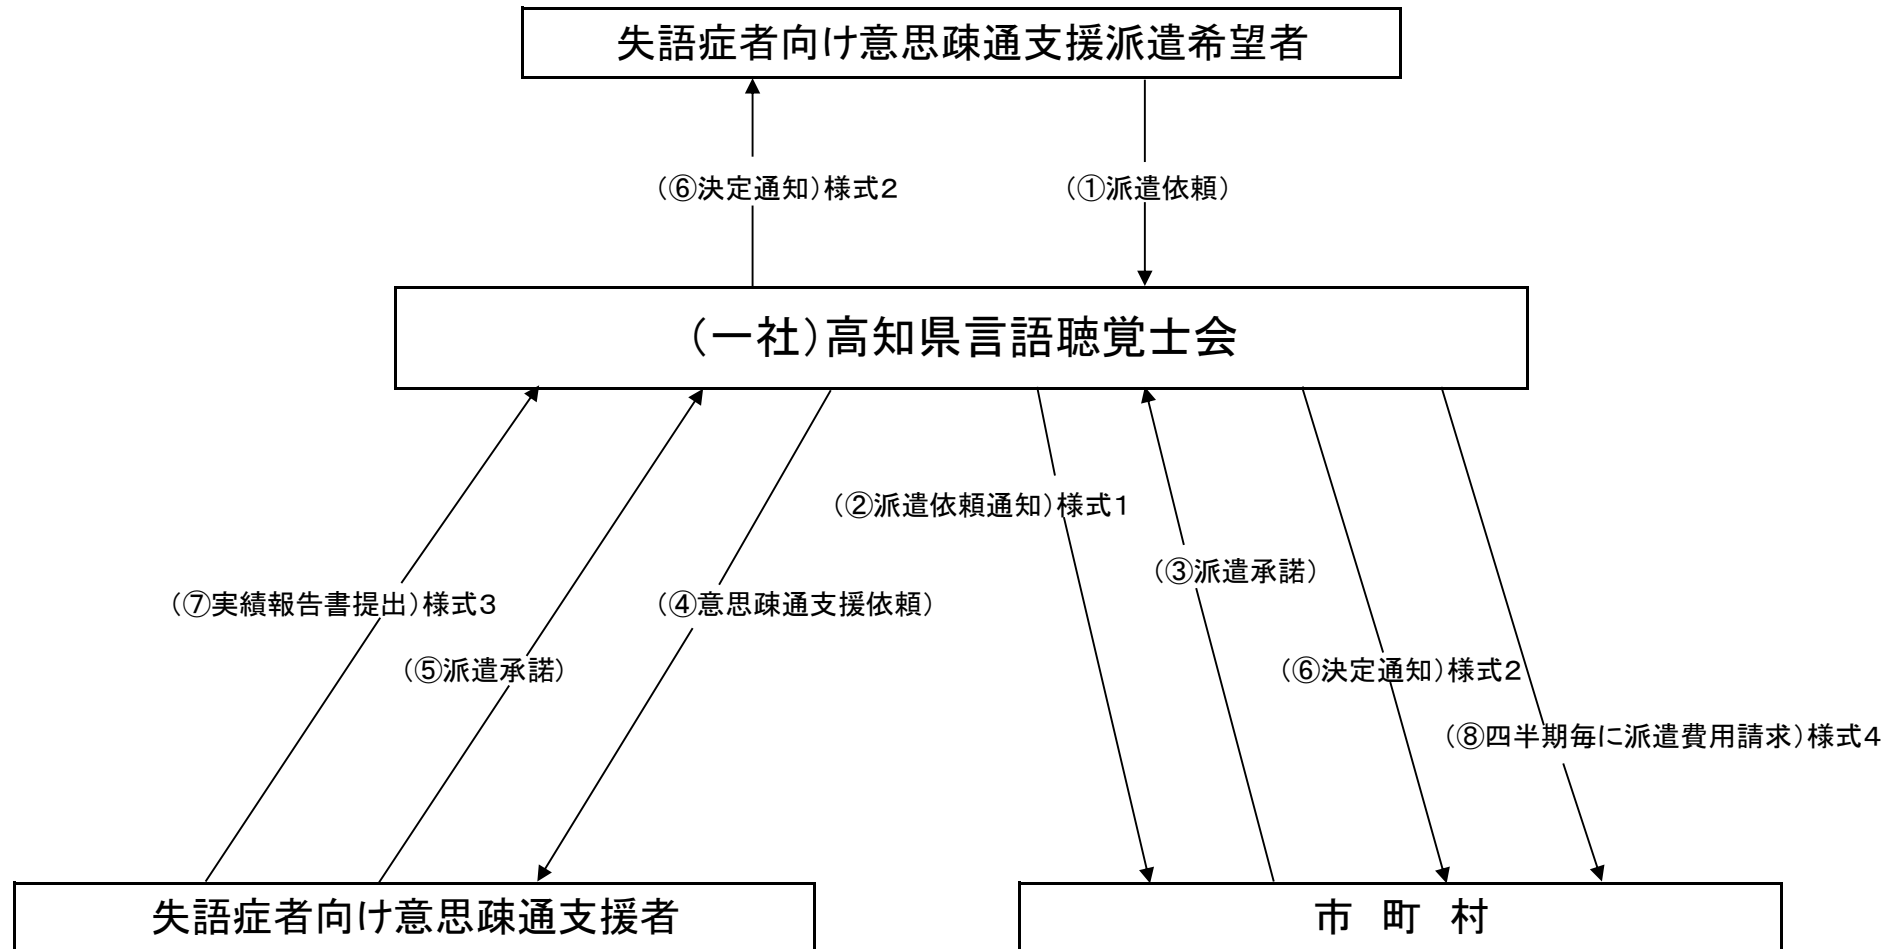 失語症者向け意思疎通支援派遣希望者
（⑥決定通知）様式２
（①派遣依頼）
（一社）高知県言語聴覚士会
（②派遣依頼通知）様式１
（③派遣承諾）
（⑦実績報告書提出）様式３
（④意思疎通支援依頼）
（⑤派遣承諾）
（⑥決定通知）様式２
（⑧四半期毎に派遣費用請求）様式４
失語症者向け意思疎通支援者
市　町　村